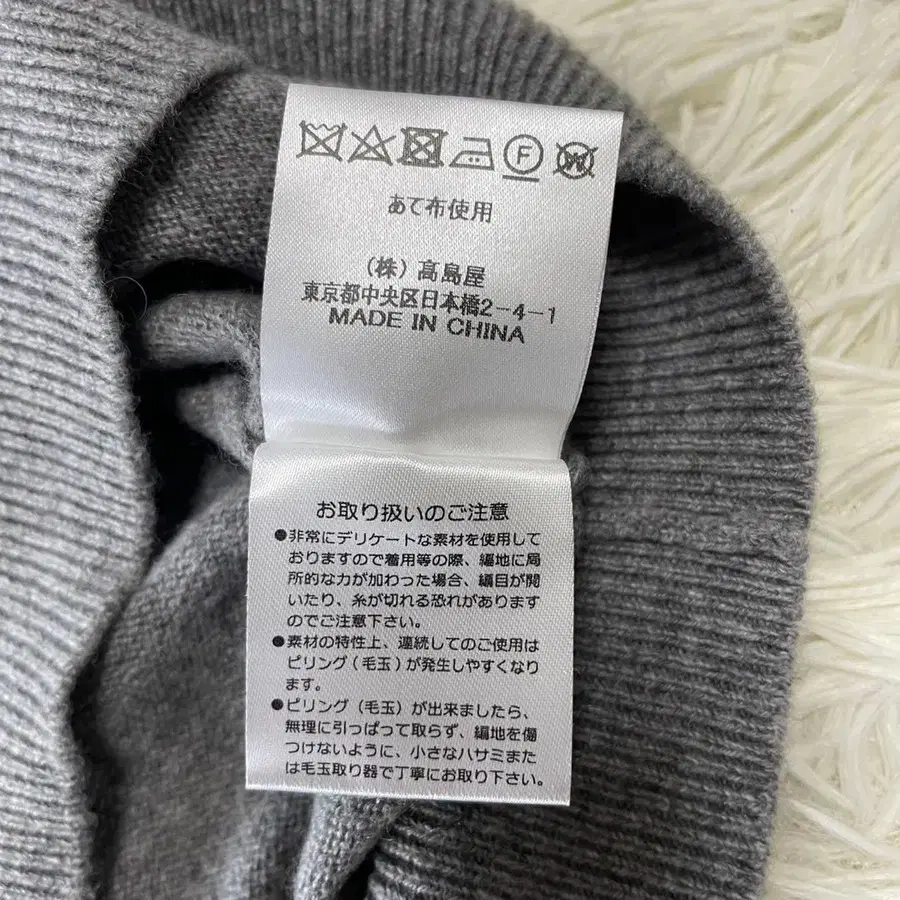 F W
あて布使用
(株) 高島屋
東京都中央区日本橋2-4-1
MADE IN CHINA
お取り扱いのご注意
●非常にデリケートな素材を使用して
おりますので着用等の際、編地に局
所的な力が加わった場合、編目が開
いたり、糸が切れる恐れがあります
のでご注意下さい。
●素材の特性上、連続してのご使用は
ピリング(毛玉)が発生しやすくなり
ます。
●ピリング(毛玉)が出来ましたら、
無理に引っぱって取らず、編地を傷
つけないように、小さなハサミまた
は毛玉取り器で丁寧にお取り下さい。